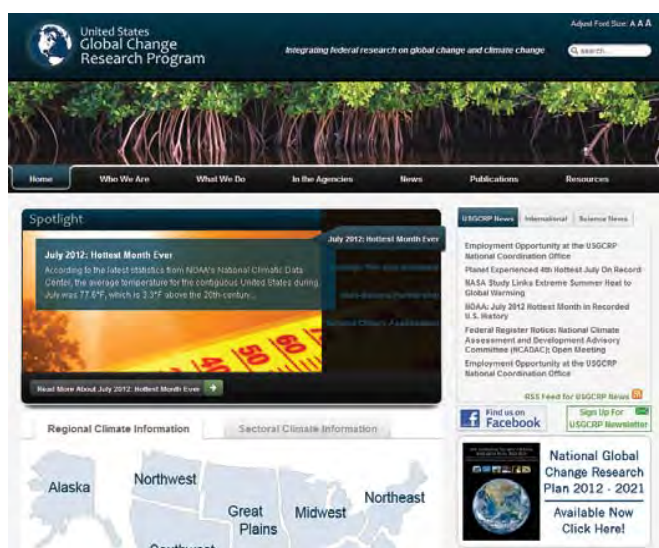 Adjust Font Size: A A A
United States
Global Change
Research Program
Integrating federal research on global change and climate change
search...
Home Who We Are What We Do In the Agencies News Publications Resources
Spotlight
July 2012: Hottest Month Ever
July 2012: Hottest Month Ever
According to the latest statistics from NOAA's National Climatic Data
Center, the average temperature for the contiguous United States during
July was 77.6°F, which is 3.3°F above the 20th-century...
National Climate Assessment
40 50 60
Read More About July 2012: Hottest Month Ever
USGCRP News International Science News
Employment Opportunity at the USGCRP
National Coordination Office
Planet Experienced 4th Hottest July On Record
NASA Study Links Extreme Summer Heat to
Global Warming
NOAA: July 2012 Hottest Month in Recorded
U.S. History
Federal Register Notice: National Climate
Assessment and Development Advisory
Committee (NCADAC); Open Meeting
Employment Opportunity at the USGCRP
National Coordination Office
RSS Feed for USGCRP News
Find us on
Facebook
Sign Up For
USGCRP Newsletter
Regional Climate Information Sectoral Climate Information
Alaska
Northwest
Great
Plains
Midwest
Northeast
Southwest
National Global
Change Research
Plan 2012 - 2021
Available Now
Click Here!